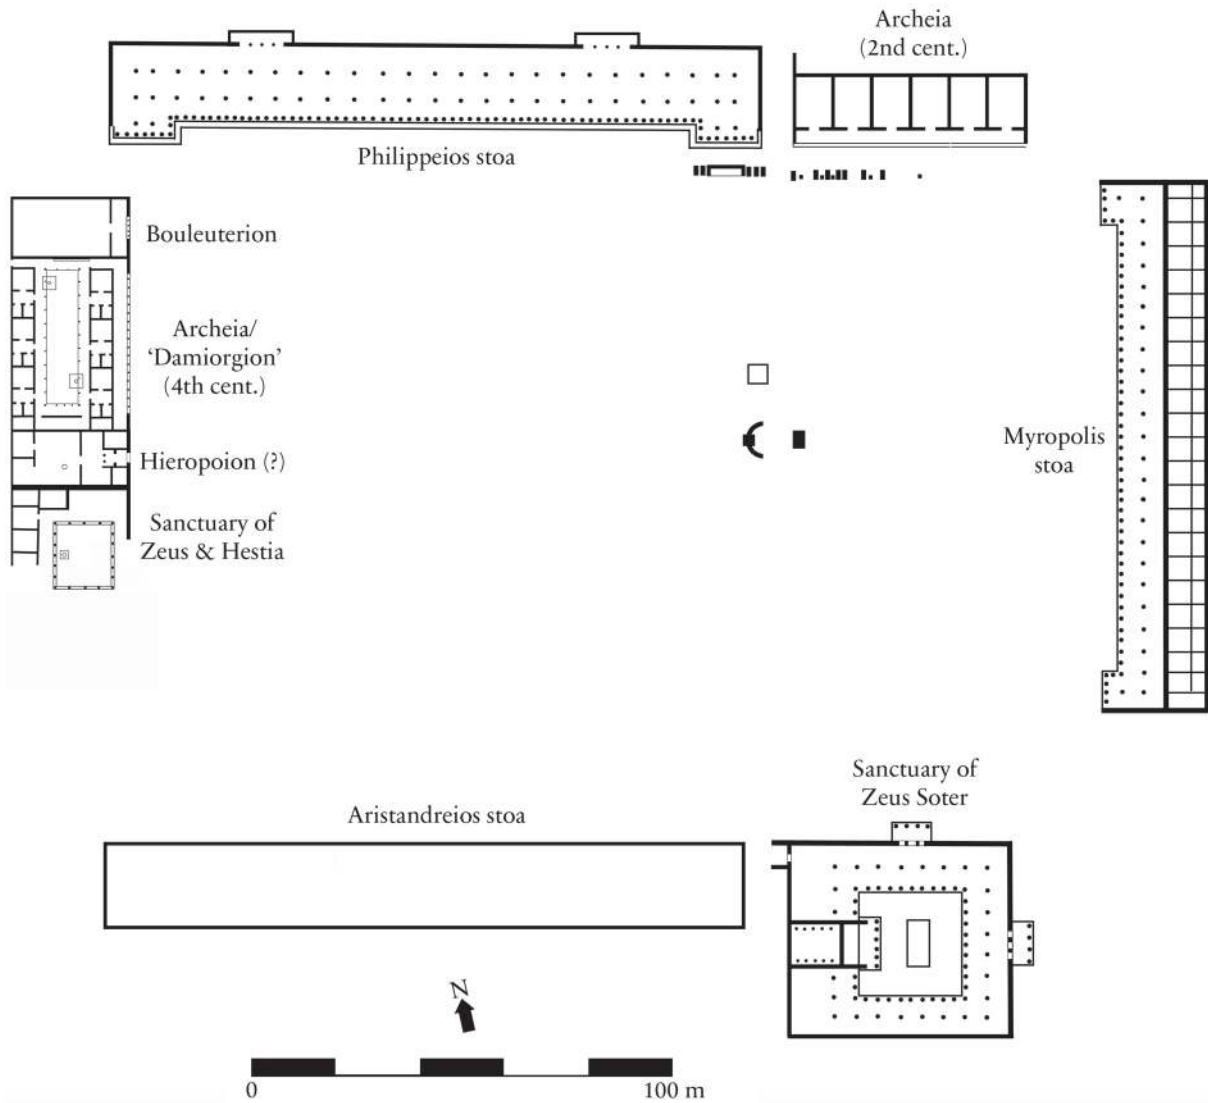 Archeia
(2nd cent.)
Philippeios stoa
Bouleuterion
Archeia/
‘Damiorgion’
(4th cent.)
Myropolis
stoa
Hieropoion (?)
Sanctuary of
Zeus & Hestia
Sanctuary of
Zeus Soter
Aristandreios stoa
N
0
100 m